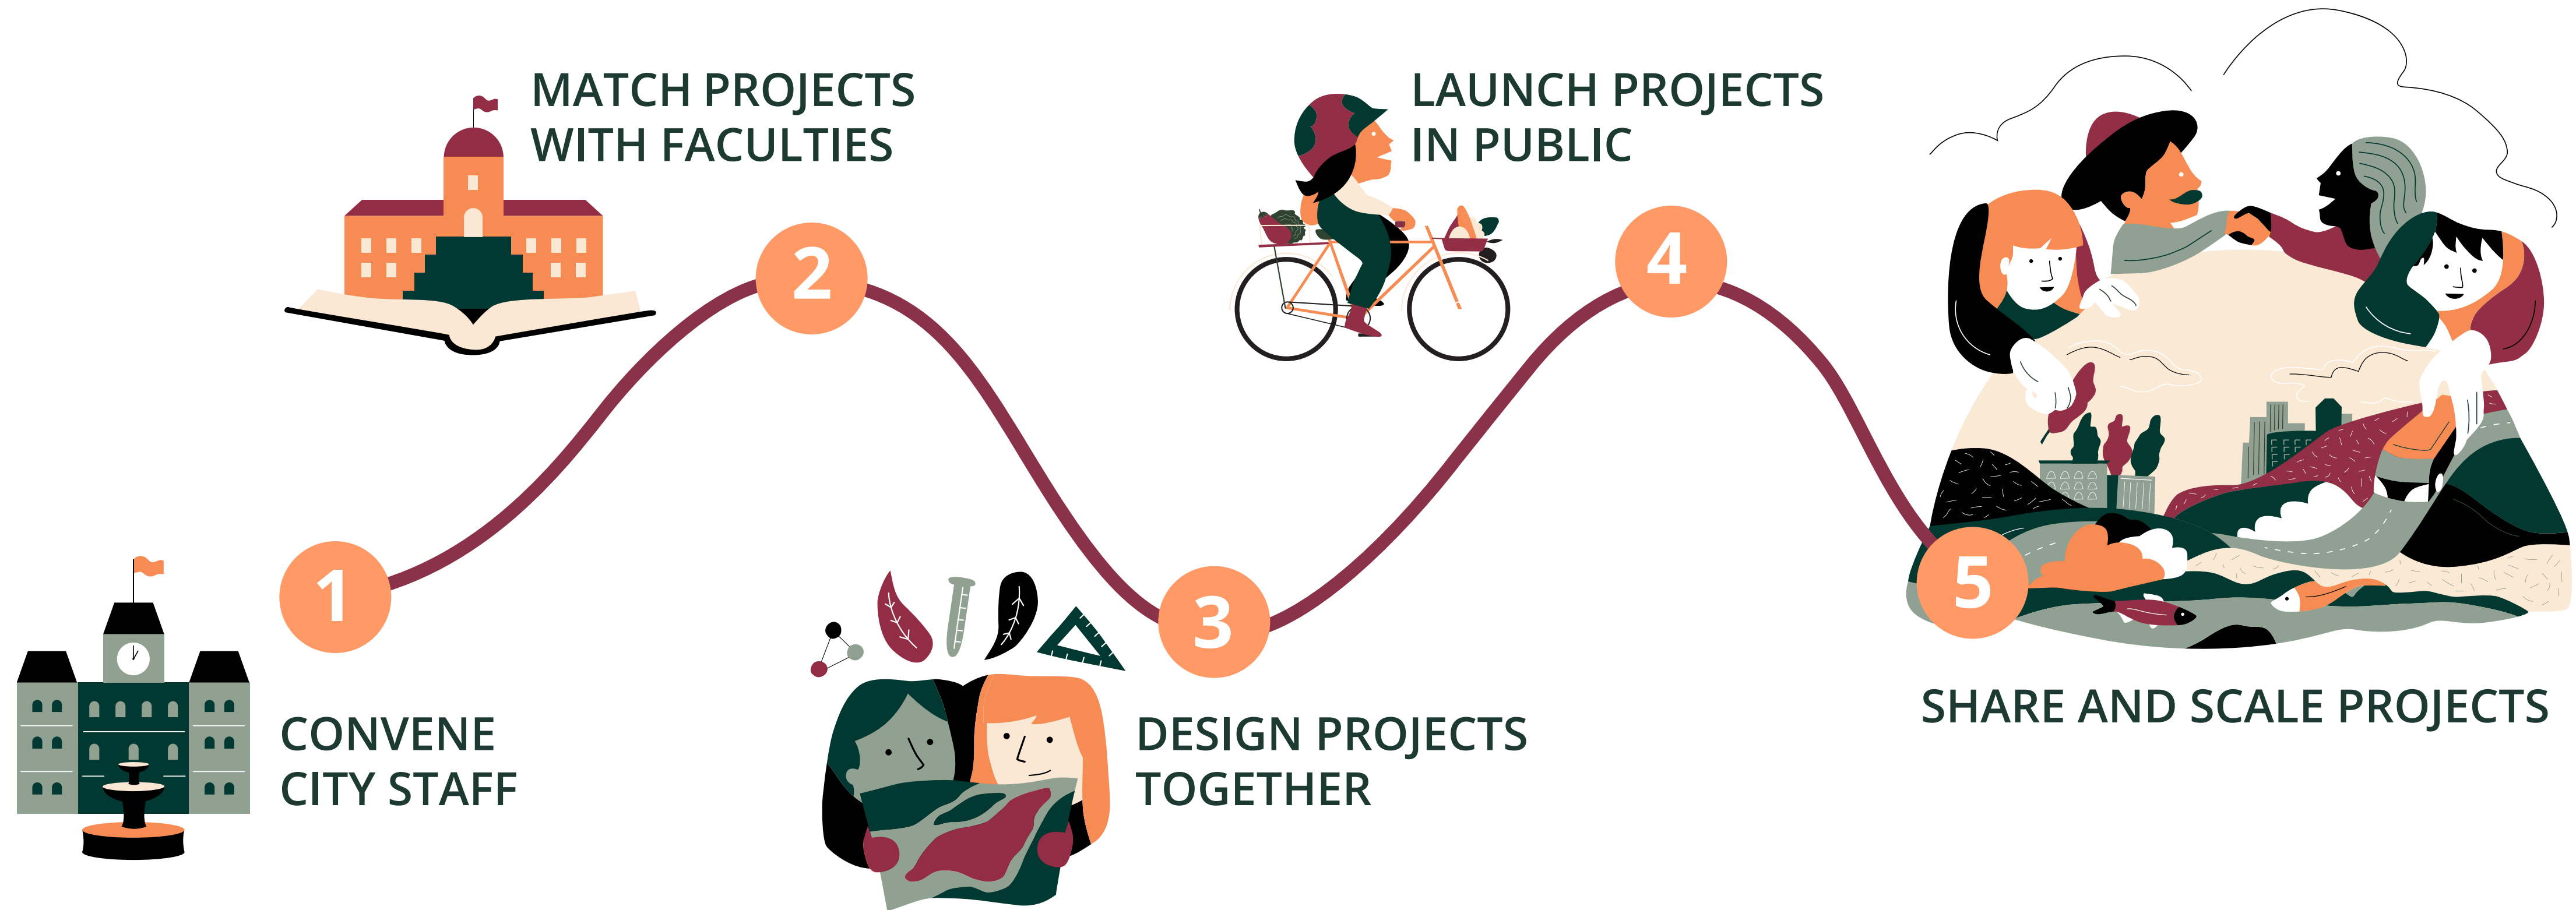 1
CONVENE
CITY STAFF
2
MATCH PROJECTS
WITH FACULTIES
3
DESIGN PROJECTS
TOGETHER
4
LAUNCH PROJECTS
IN PUBLIC
5
SHARE AND SCALE PROJECTS